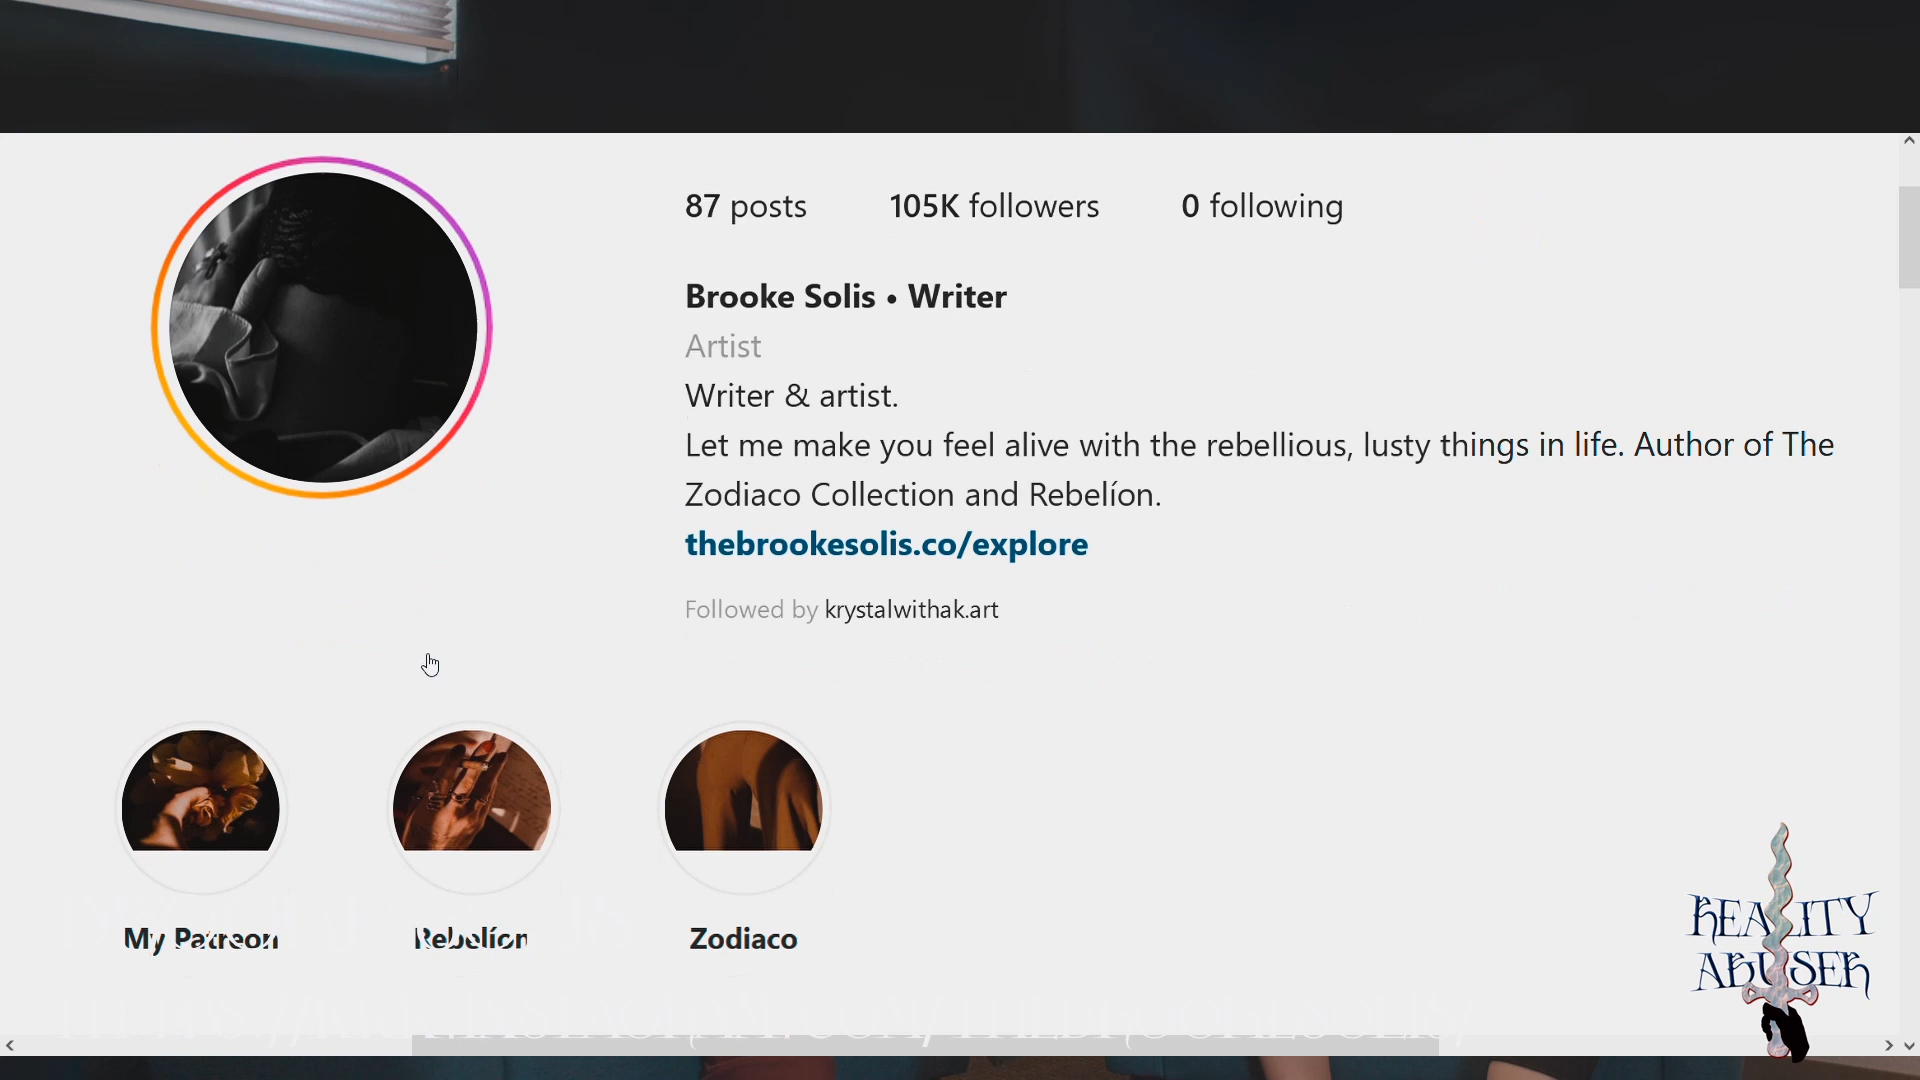 87 posts 105K followers 0 following
Brooke Solis • Writer
Artist
Writer & artist.
Let me make you feel alive with the rebellious, lusty things in life. Author of The
Zodiaco Collection and Rebelíon.
thebrookesolis.co/explore
Followed by krystalwithak.art
My Patreon Rebelíon Zodiaco
REALITY
ABUSER